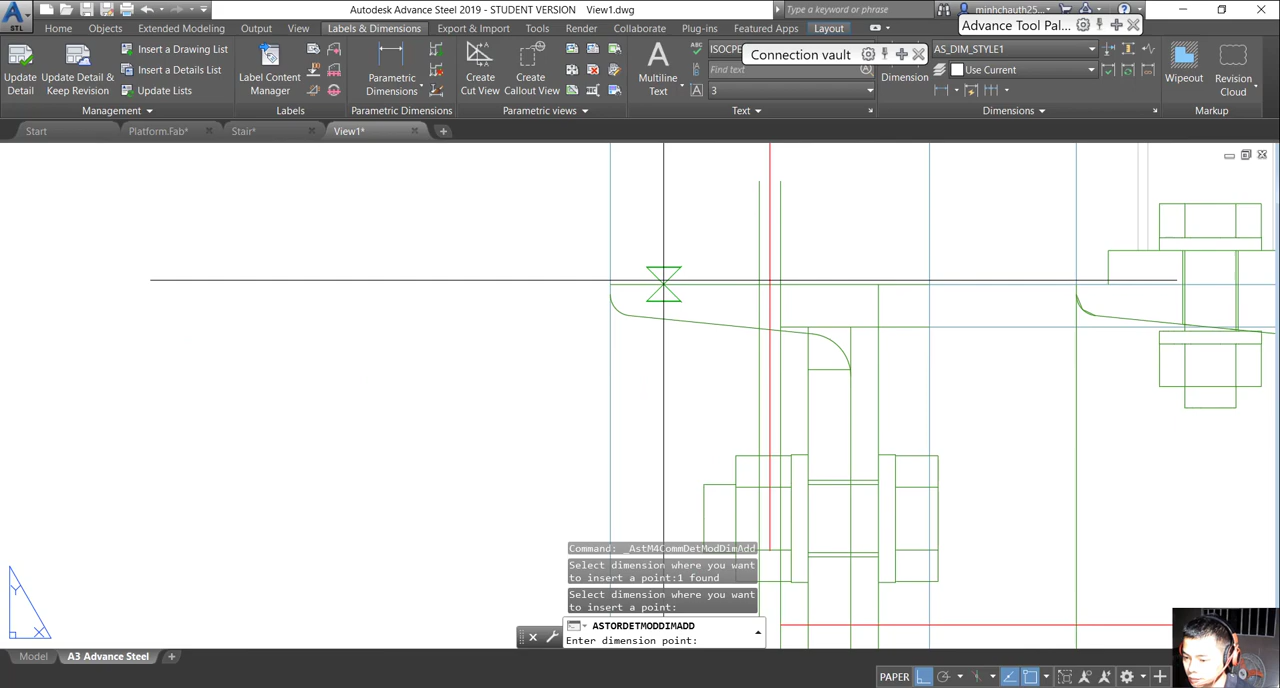 Autodesk Advance Steel 2019 - STUDENT VERSION View1.dwg
Type a keyword or phrase
minhchauth25...
STL
Home Objects Extended Modeling Output View Labels & Dimensions Export & Import Tools Render Collaborate Plug-ins Featured Apps Layout
Advance Tool Pal...
Connection vault
Update Detail
Update Detail & Keep Revision
Insert a Drawing List
Insert a Details List
Update Lists
Label Content Manager
Parametric Dimensions
Create Cut View
Create Callout View
Multiline Text
ISOCPE
Find text
3
Dimension
AS_DIM_STYLE1
Use Current
Wipeout
Revision Cloud
Management Labels Parametric Dimensions Parametric views Text Dimensions Markup
Start Platform.Fab* Stair* View1*
Command: _AstM4CommDetModDimAdd
Select dimension where you want
to insert a point:1 found
Select dimension where you want
to insert a point:
ASTORDETMODDIMADD
Enter dimension point:
Y
X
Model A3 Advance Steel
PAPER